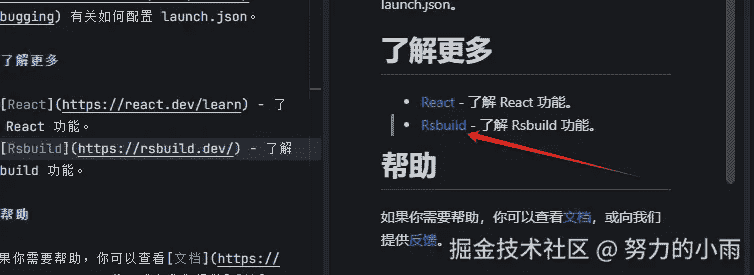 bugging) 有关如何配置 launch.json。
了解更多
[React](https://react.dev/learn) - 了
React 功能。
[Rsbuild](https://rsbuild.dev/) - 了解
build 功能。
帮助
果你需要帮助，你可以查看[文档](https://
launch.json。
了解更多
React - 了解 React 功能。
Rsbuild - 了解 Rsbuild 功能。
帮助
如果你需要帮助，你可以查看文档，或向我们
提供反馈。
掘金技术社区 @ 努力的小雨